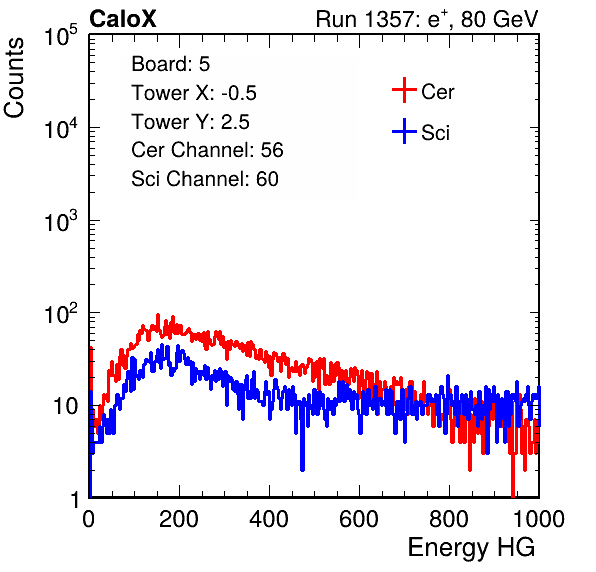 CaloX Run 1357: e⁺, 80 GeV
Counts
10⁵
10⁴
10³
10²
10
1
Board: 5
Tower X: -0.5
Tower Y: 2.5
Cer Channel: 56
Sci Channel: 60
Cer
Sci
0 200 400 600 800 1000
Energy HG